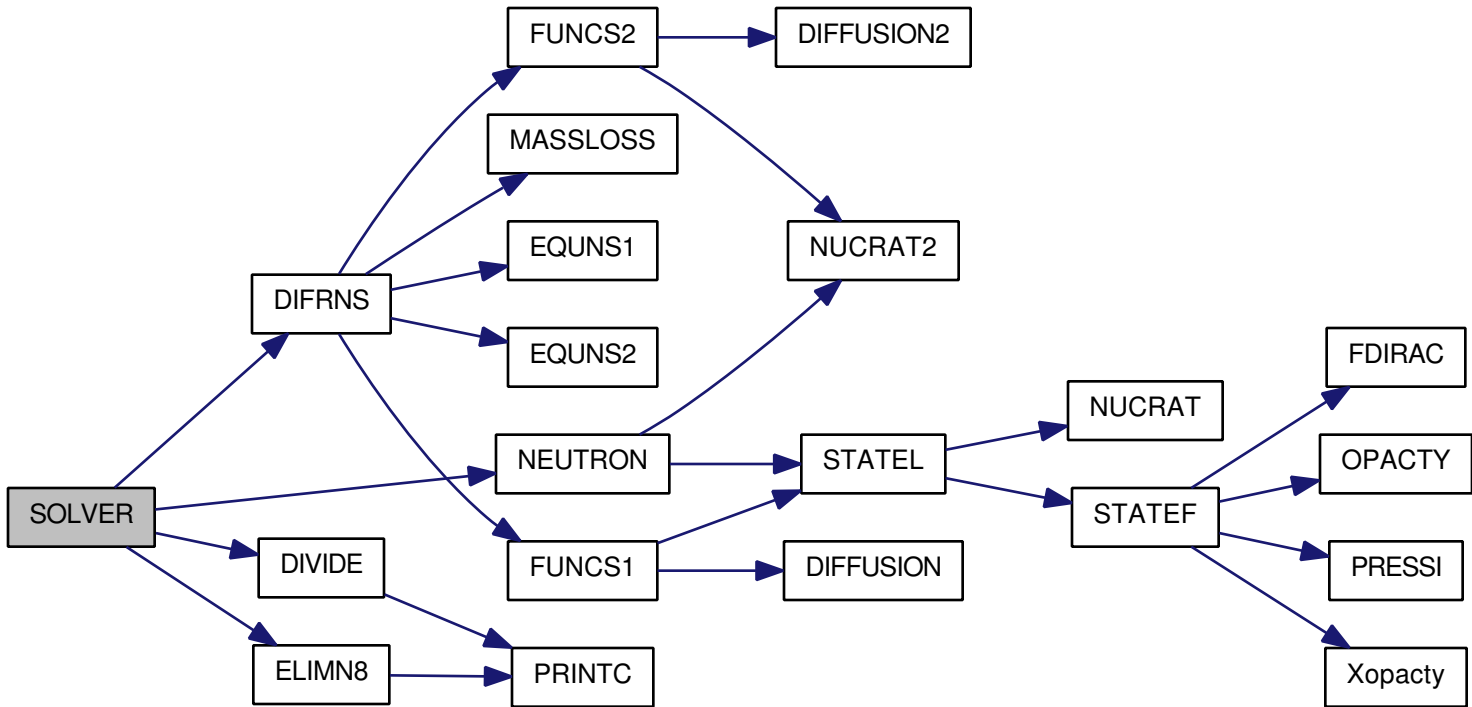 FUNCS2
DIFFUSION2
MASSLOSS
EQUNS1
NUCRAT2
DIFRNS
EQUNS2
FDIRAC
NUCRAT
NEUTRON
STATEL
OPACTY
SOLVER
STATEF
DIVIDE
FUNCS1
DIFFUSION
PRESSI
ELIMN8
PRINTC
Xopacty